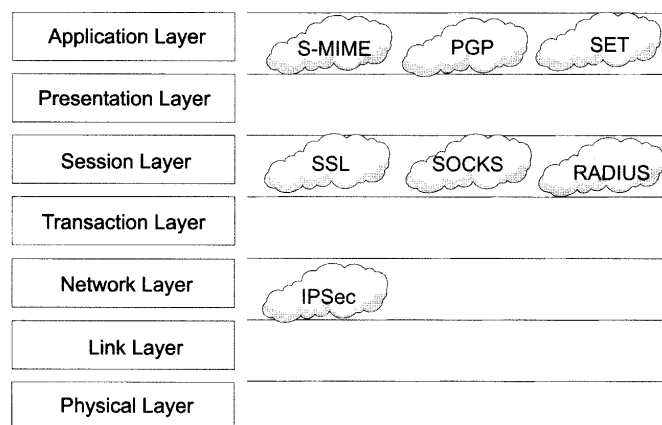 Application Layer
S-MIME
PGP
SET
Presentation Layer
Session Layer
SSL
SOCKS
RADIUS
Transaction Layer
Network Layer
IPSec
Link Layer
Physical Layer